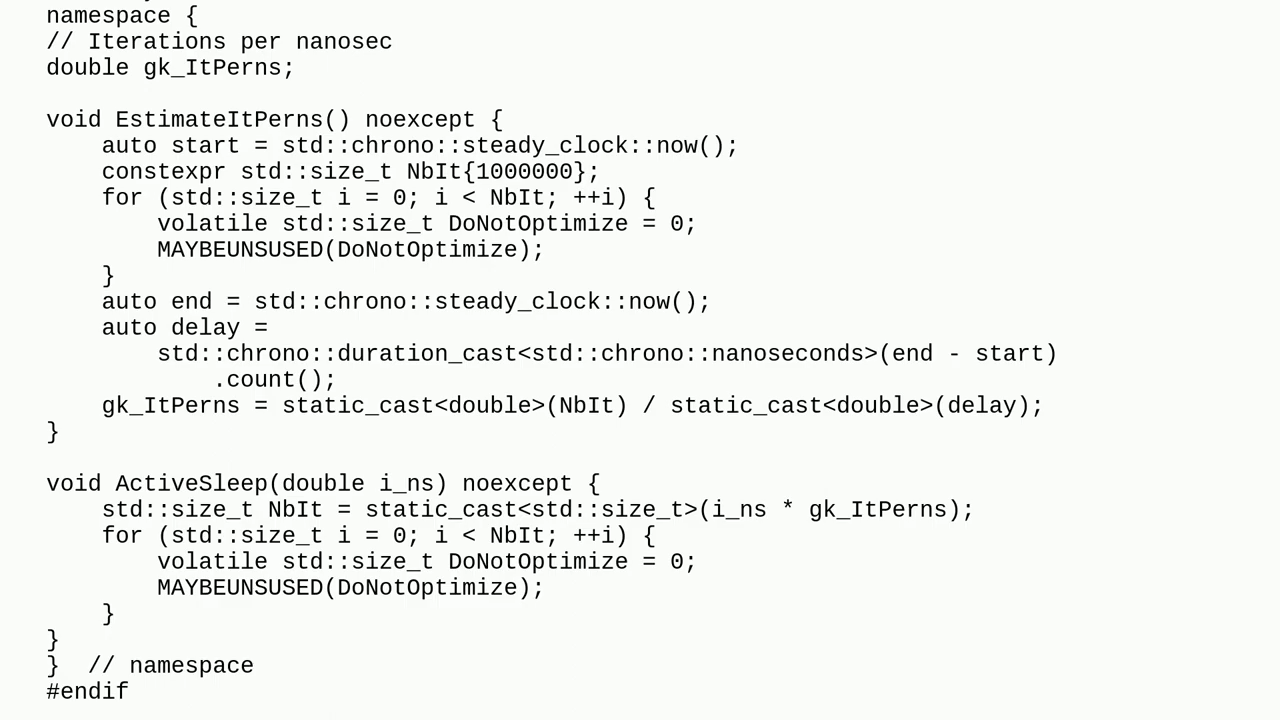 namespace {
// Iterations per nanosec
double gk_ItPerns;

void EstimateItPerns() noexcept {
    auto start = std::chrono::steady_clock::now();
    constexpr std::size_t NbIt{1000000};
    for (std::size_t i = 0; i < NbIt; ++i) {
        volatile std::size_t DoNotOptimize = 0;
        MAYBEUNSUSED(DoNotOptimize);
    }
    auto end = std::chrono::steady_clock::now();
    auto delay =
        std::chrono::duration_cast<std::chrono::nanoseconds>(end - start)
            .count();
    gk_ItPerns = static_cast<double>(NbIt) / static_cast<double>(delay);
}

void ActiveSleep(double i_ns) noexcept {
    std::size_t NbIt = static_cast<std::size_t>(i_ns * gk_ItPerns);
    for (std::size_t i = 0; i < NbIt; ++i) {
        volatile std::size_t DoNotOptimize = 0;
        MAYBEUNSUSED(DoNotOptimize);
    }
}
}  // namespace
#endif